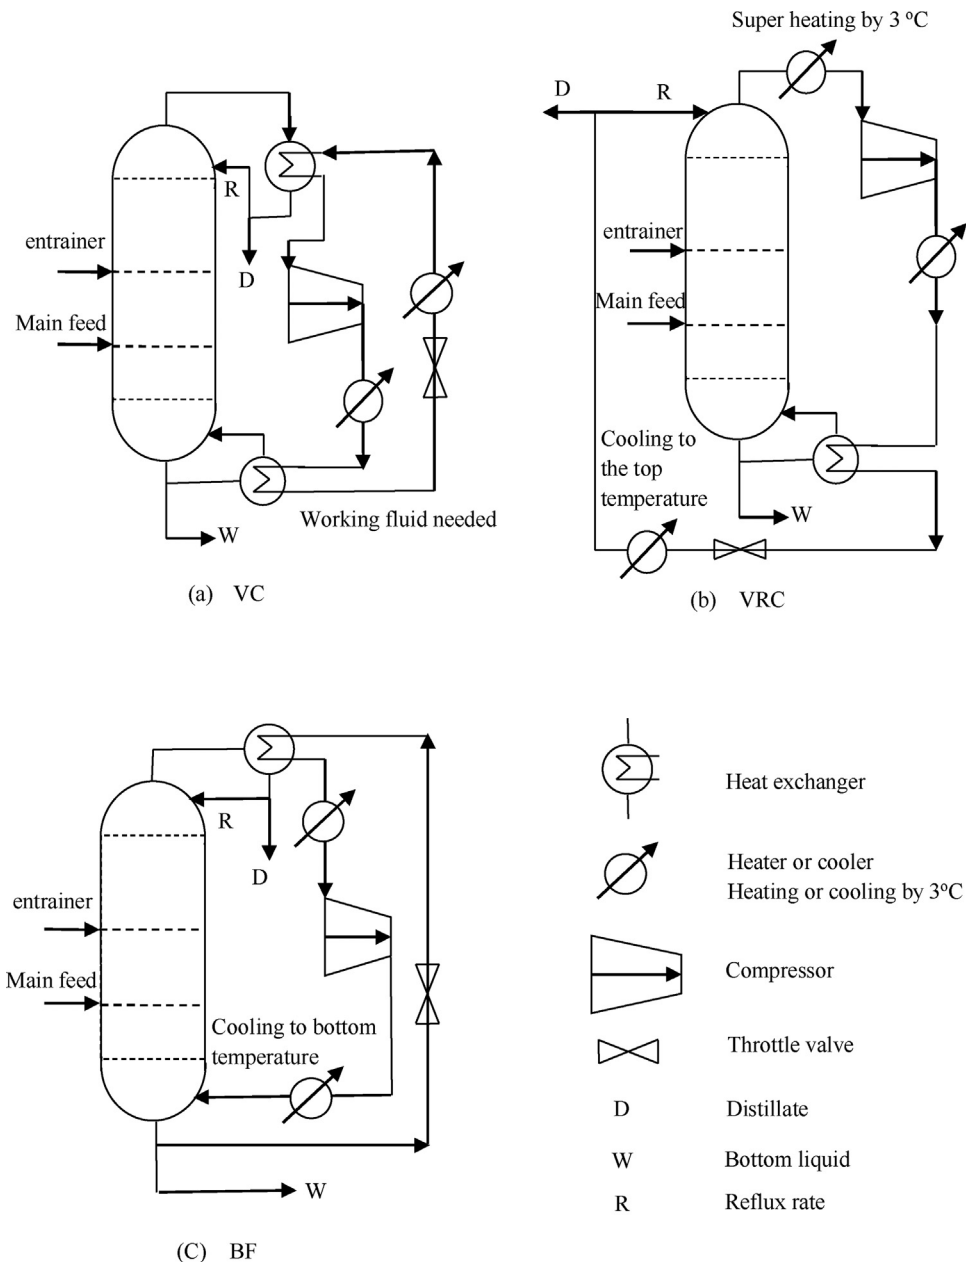 entrainer
Main feed
R
D
W
Working fluid needed
(a) VC
Super heating by 3 ºC
D
R
entrainer
Main feed
Cooling to
the top
temperature
W
(b) VRC
R
D
entrainer
Main feed
Cooling to bottom
temperature
W
(C) BF
Heat exchanger
Heater or cooler
Heating or cooling by 3ºC
Compressor
Throttle valve
D Distillate
W Bottom liquid
R Reflux rate